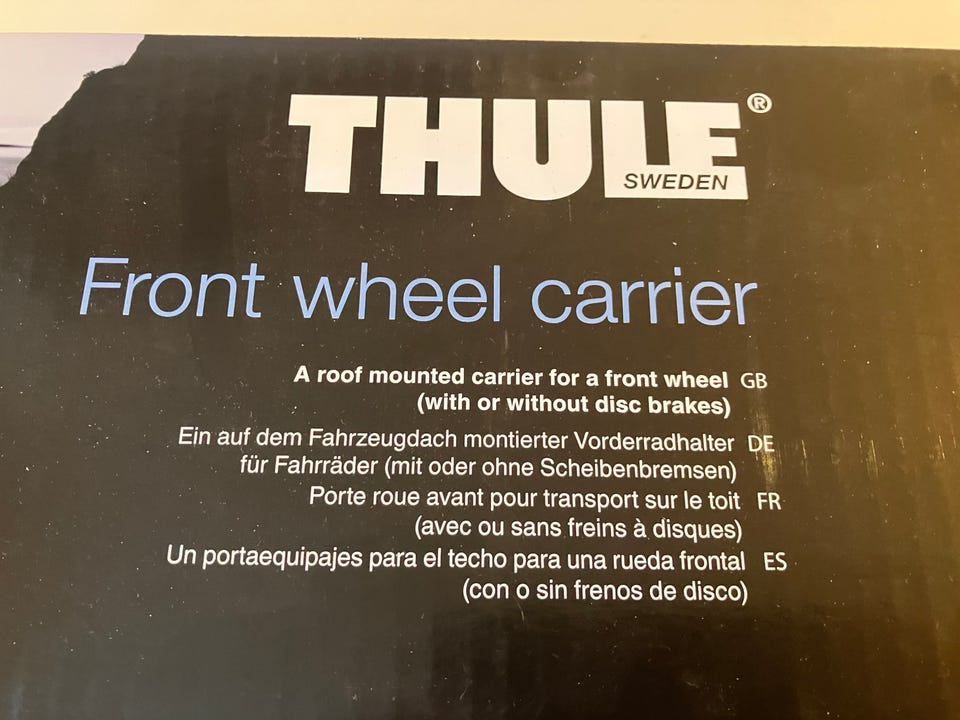 THULE®
SWEDEN
Front wheel carrier
A roof mounted carrier for a front wheel GB
(with or without disc brakes)
Ein auf dem Fahrzeugdach montierter Vorderradhalter DE
für Fahrräder (mit oder ohne Scheibenbremsen)
Porte roue avant pour transport sur le toit FR
(avec ou sans freins à disques)
Un portaequipajes para el techo para una rueda frontal ES
(con o sin frenos de disco)